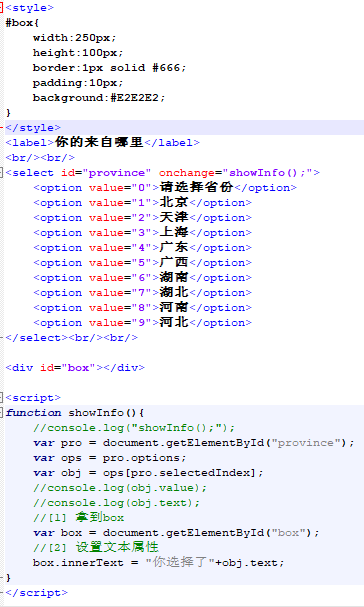 <style>
#box{
    width:250px;
    height:100px;
    border:1px solid #666;
    padding:10px;
    background:#E2E2E2;
}
</style>
<label>你的来自哪里</label>
<br/><br/>
<select id="province" onchange="showInfo();">
    <option value="0">请选择省份</option>
    <option value="1">北京</option>
    <option value="2">天津</option>
    <option value="3">上海</option>
    <option value="4">广东</option>
    <option value="5">广西</option>
    <option value="6">湖南</option>
    <option value="7">湖北</option>
    <option value="8">河南</option>
    <option value="9">河北</option>
</select><br/><br/>
<div id="box"></div>
<script>
function showInfo(){
    //console.log("showInfo();");
    var pro = document.getElementById("province");
    var ops = pro.options;
    var obj = ops[pro.selectedIndex];
    //console.log(obj.value);
    //console.log(obj.text);
    //[1] 拿到box
    var box = document.getElementById("box");
    //[2] 设置文本属性
    box.innerText = "你选择了"+obj.text;
}
</script>